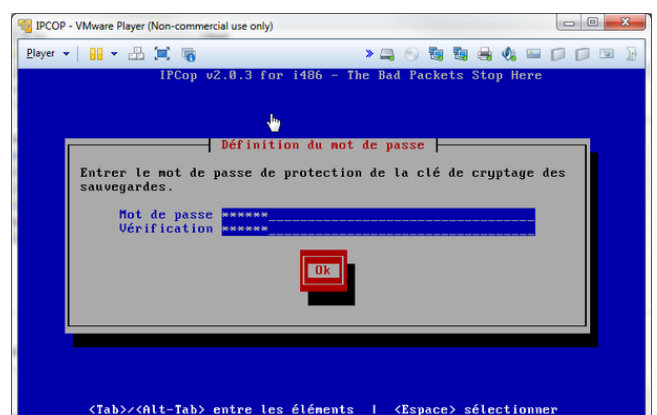 IPCOP - VMware Player (Non-commercial use only)
Player
IPCop v2.0.3 for i486 - The Bad Packets Stop Here
Définition du mot de passe
Entrer le mot de passe de protection de la clé de cryptage des
sauvegardes.
Mot de passe ******
Vérification ******
Ok
<Tab>/<Alt-Tab> entre les éléments | <Espace> sélectionner